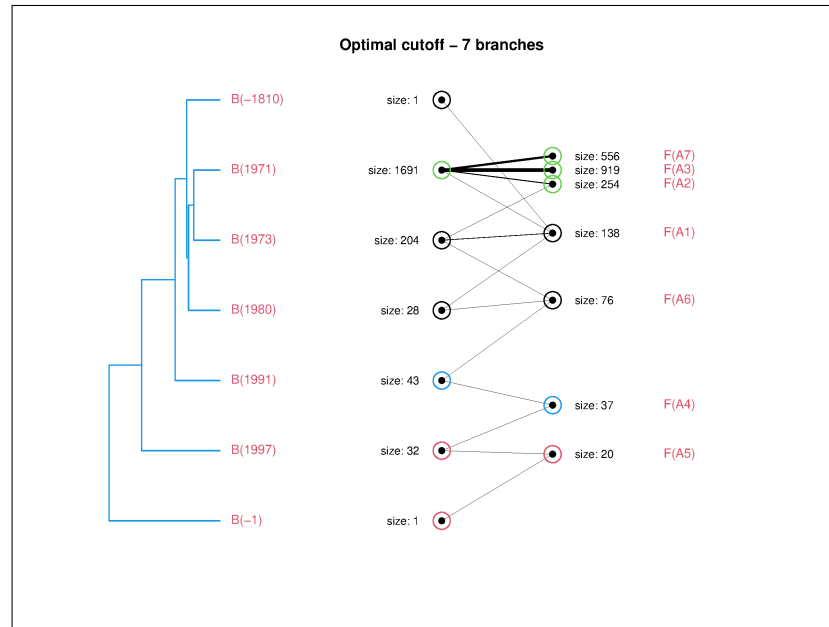 Optimal cutoff − 7 branches
B(−1810)
size: 1
size: 556
F(A7)
B(1971)
size: 1691
size: 919
F(A3)
size: 254
F(A2)
B(1973)
size: 204
size: 138
F(A1)
B(1980)
size: 28
size: 76
F(A6)
B(1991)
size: 43
size: 37
F(A4)
B(1997)
size: 32
size: 20
F(A5)
B(−1)
size: 1